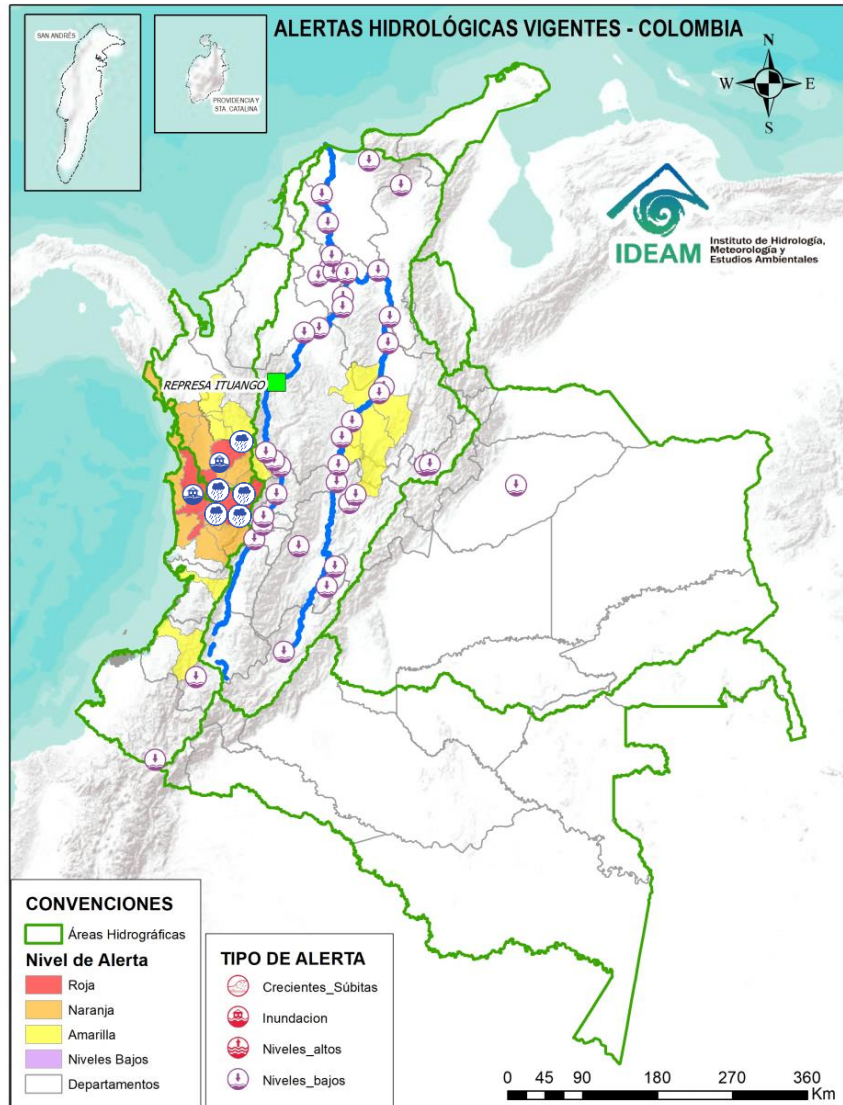 ALERTAS HIDROLÓGICAS VIGENTES - COLOMBIA
SAN ANDRÉS
PROVIDENCIA Y
STA. CATALINA
N
W E
S
IDEAM
Instituto de Hidrología,
Meteorología y
Estudios Ambientales
REPRESA ITUANGO
CONVENCIONES
Áreas Hidrográficas
Nivel de Alerta
Roja
Naranja
Amarilla
Niveles Bajos
Departamentos
TIPO DE ALERTA
Crecientes_Súbitas
Inundacion
Niveles_altos
Niveles_bajos
0 45 90 180 270 360
Km